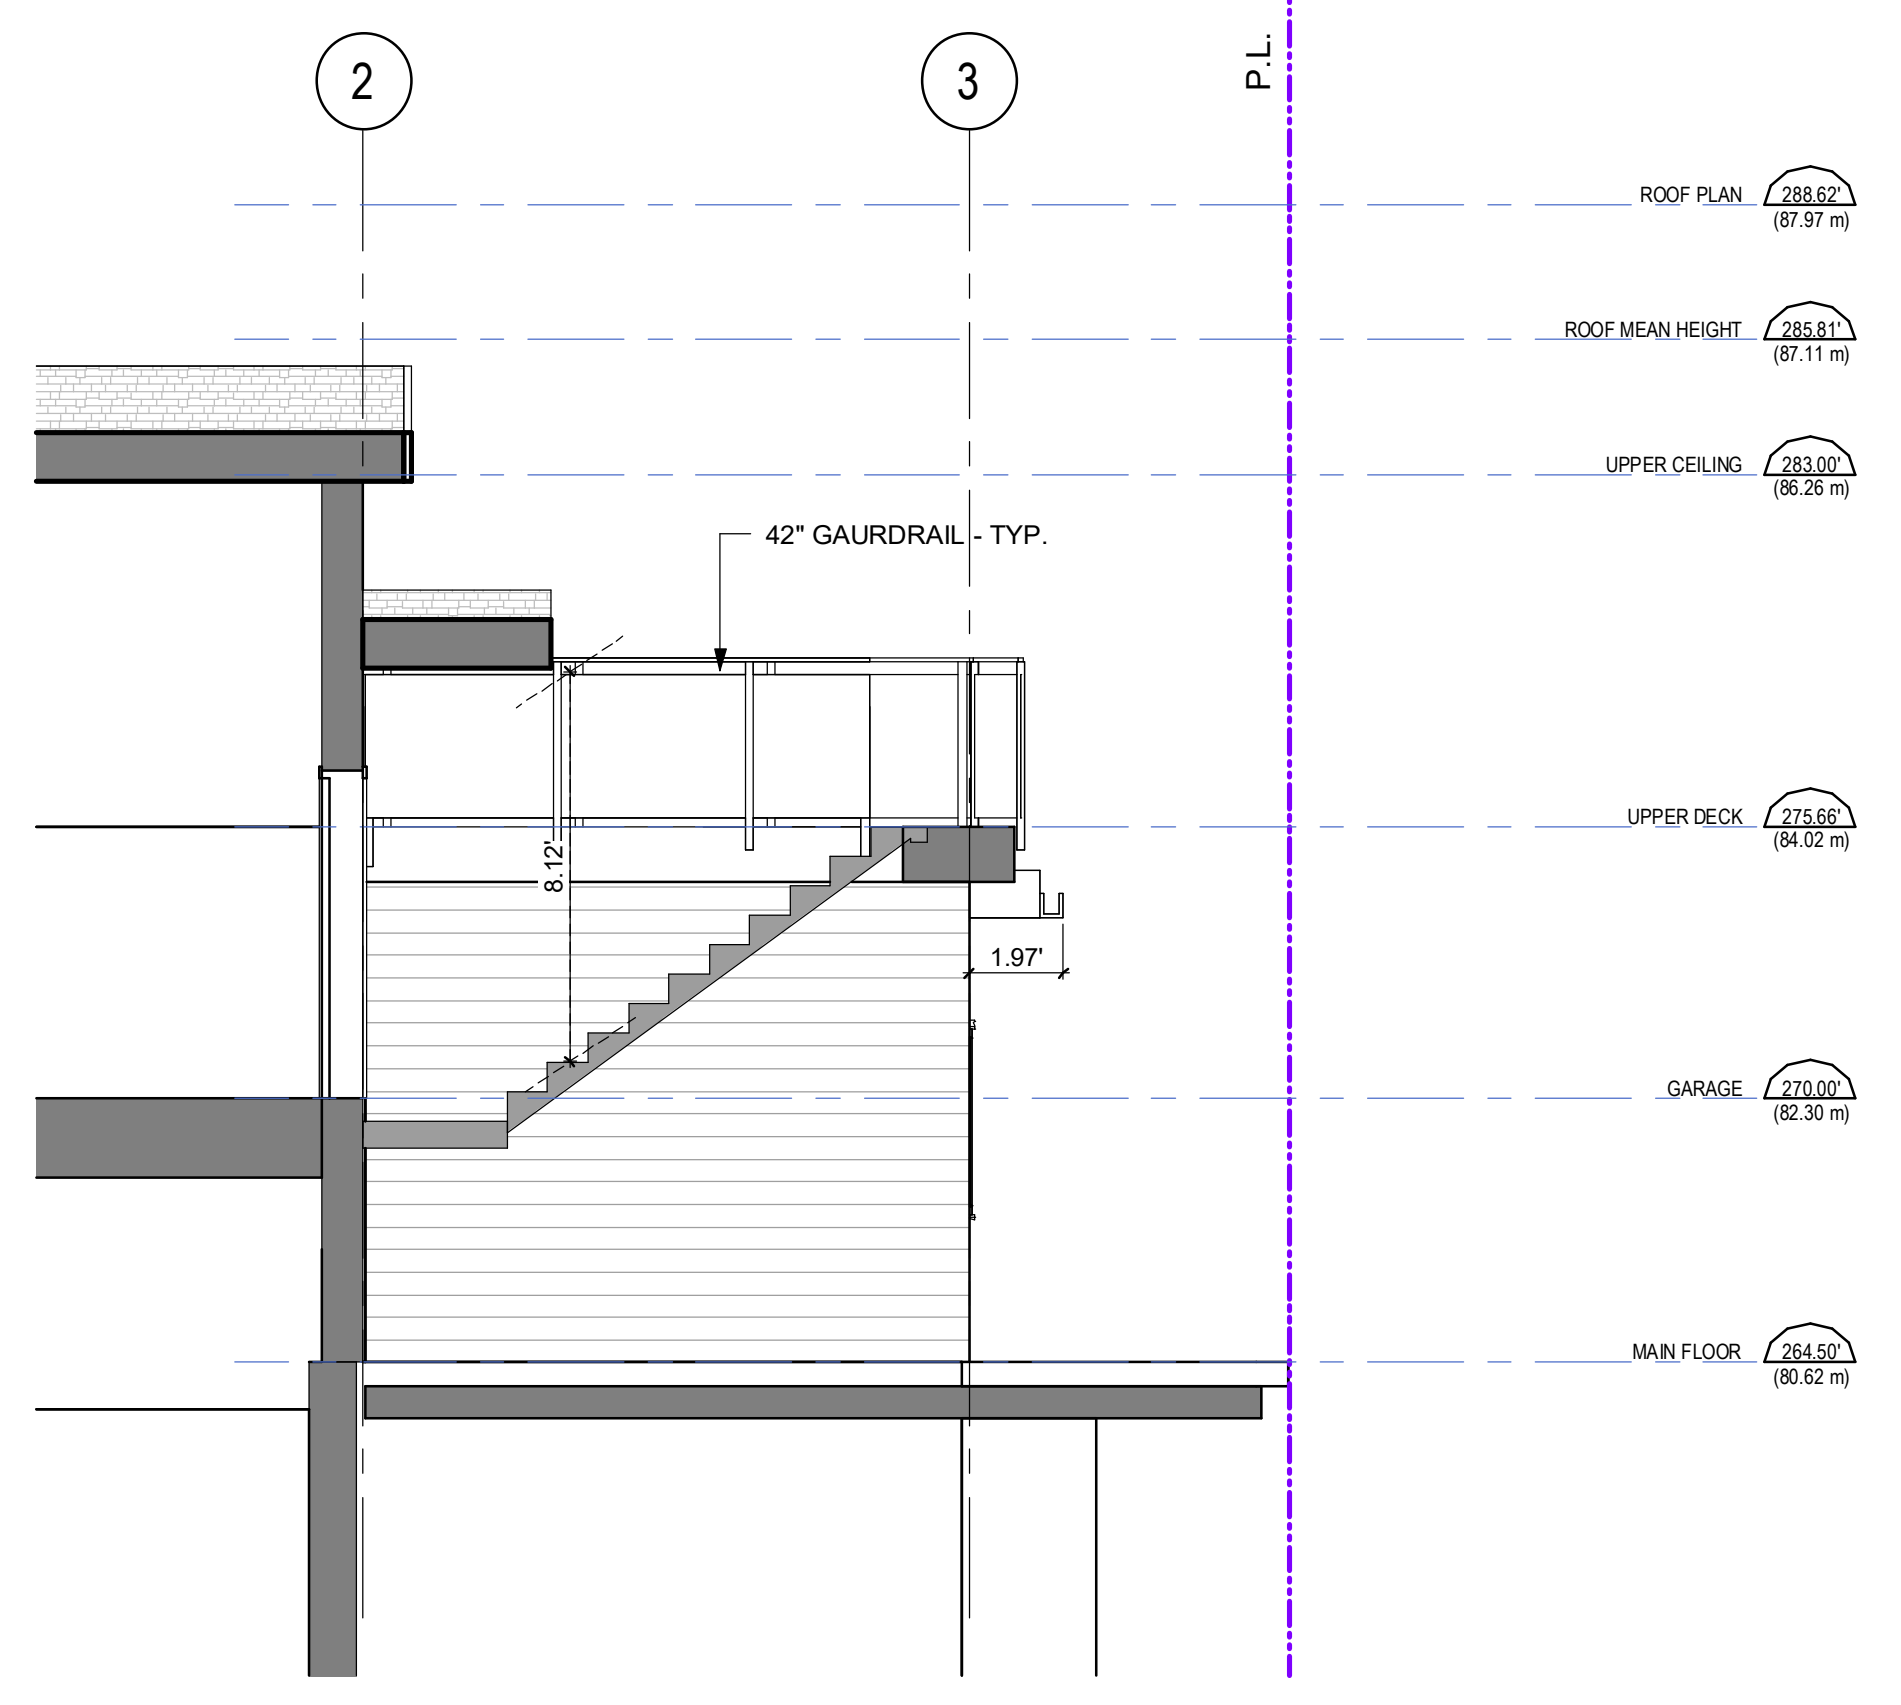 2
3
P.L.
ROOF PLAN 288.62'
(87.97 m)
ROOF MEAN HEIGHT 285.81'
(87.11 m)
UPPER CEILING 283.00'
(86.26 m)
42" GAURDRAIL - TYP.
UPPER DECK 275.66'
(84.02 m)
8.12'
1.97'
GARAGE 270.00'
(82.30 m)
MAIN FLOOR 264.50'
(80.62 m)